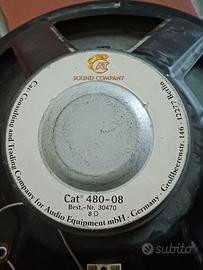 SOUND COMPANY
Cat Consulting and Trading Company for Audio Equipment mbH · Germany · Großbeerenstr. 146 · 12277 Berlin
Cat® 480-08
Best.-Nr. 30470
8 Ω
subito